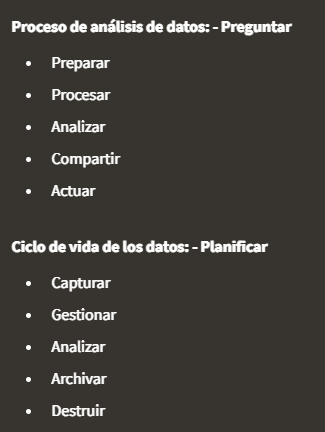 Proceso de análisis de datos: - Preguntar
• Preparar
• Procesar
• Analizar
• Compartir
• Actuar
Ciclo de vida de los datos: - Planificar
• Capturar
• Gestionar
• Analizar
• Archivar
• Destruir